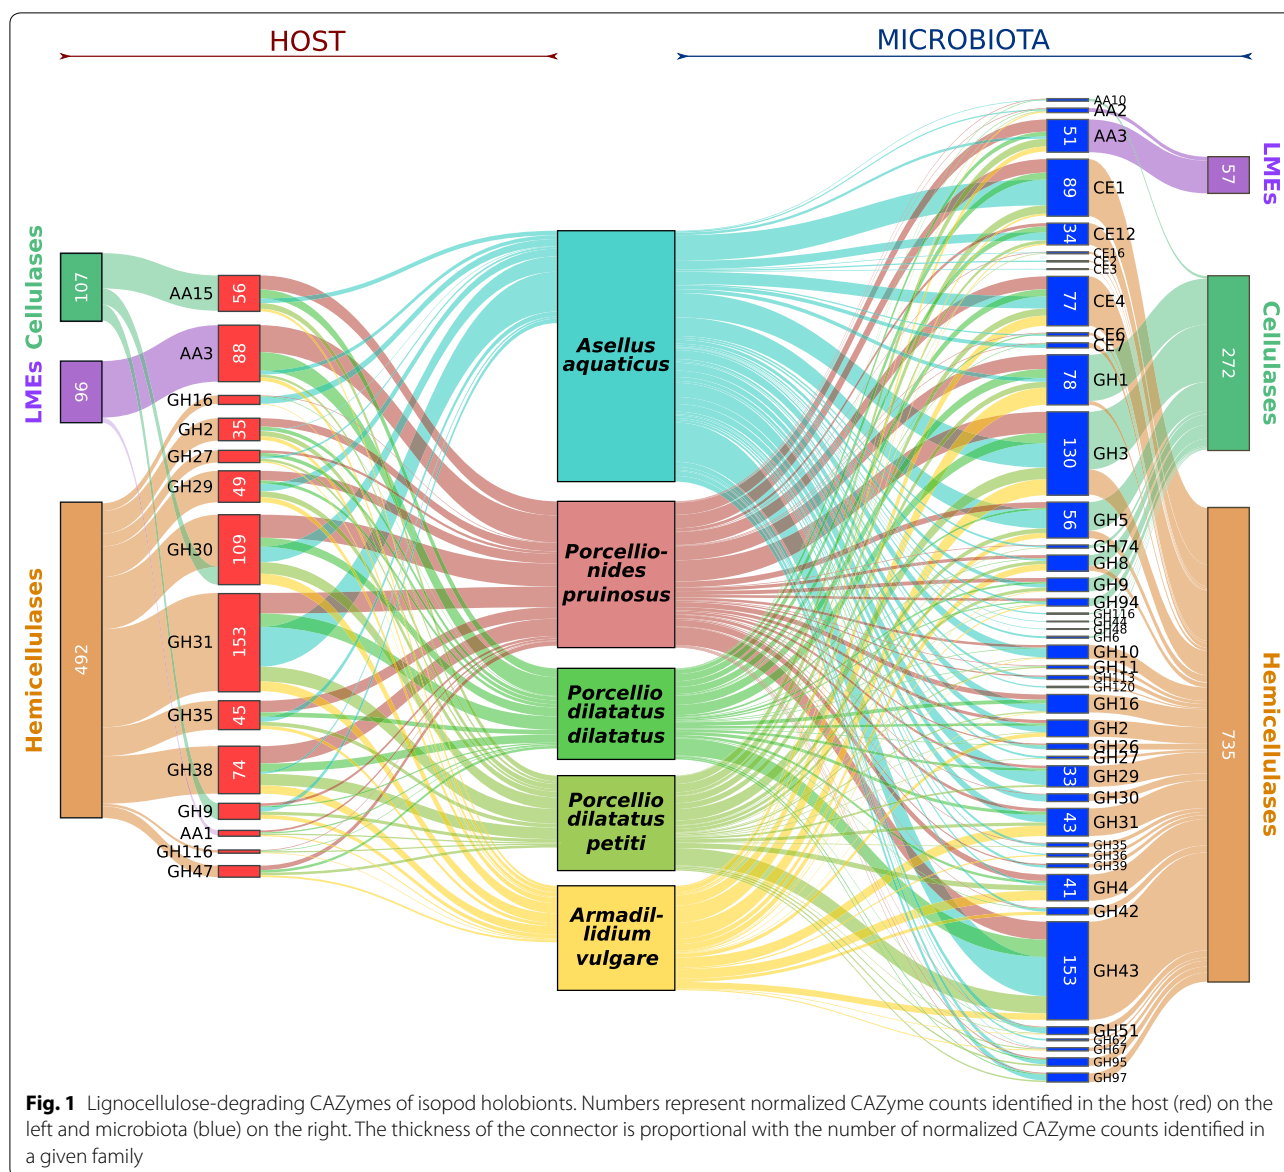 HOST
MICROBIOTA
Cellulases
LMEs
Hemicellulases
107
96
492
AA15
56
AA3
88
GH16
GH2
35
GH27
GH29
49
GH30
109
GH31
153
GH35
45
GH38
74
GH9
AA1
GH116
GH47
Asellus
aquaticus
Porcellio-
nides
pruinosus
Porcellio
dilatatus
dilatatus
Porcellio
dilatatus
petiti
Armadil-
lidium
vulgare
AA10
AA2
51
AA3
89
CE1
34
CE12
CE16
CE2
CE3
77
CE4
CE6
CE7
78
GH1
130
GH3
56
GH5
GH74
GH8
GH9
GH94
GH116
GH44
GH48
GH6
GH10
GH11
GH113
GH120
GH16
GH2
GH26
GH27
33
GH29
GH30
43
GH31
GH35
GH36
GH39
41
GH4
GH42
153
GH43
GH51
GH62
GH67
GH95
GH97
57
LMEs
272
Cellulases
735
Hemicellulases
Fig. 1 Lignocellulose-degrading CAZymes of isopod holobionts. Numbers represent normalized CAZyme counts identified in the host (red) on the
left and microbiota (blue) on the right. The thickness of the connector is proportional with the number of normalized CAZyme counts identified in
a given family